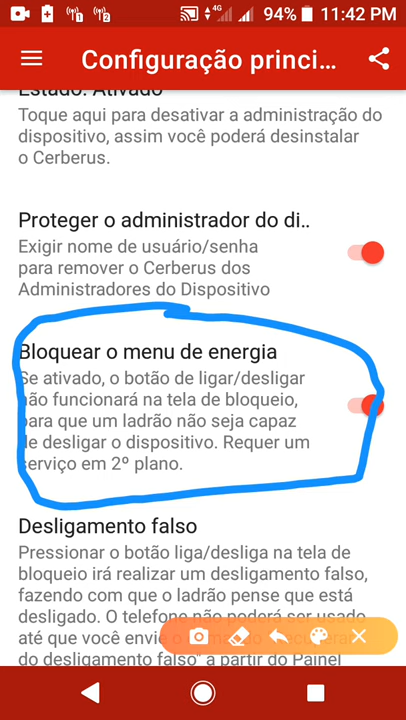 4G 94% 11:42 PM
Configuração princi...
Estado: Ativado
Toque aqui para desativar a administração do
dispositivo, assim você poderá desinstalar
o Cerberus.
Proteger o administrador do di..
Exigir nome de usuário/senha
para remover o Cerberus dos
Administradores do Dispositivo
Bloquear o menu de energia
Se ativado, o botão de ligar/desligar
não funcionará na tela de bloqueio,
para que um ladrão não seja capaz
de desligar o dispositivo. Requer um
serviço em 2º plano.
Desligamento falso
Pressionar o botão liga/desliga na tela de
bloqueio irá realizar um desligamento falso,
fazendo com que o ladrão pense que está
desligado. O telefone não poderá ser usado
até que você envie o
do desligamento falso" a partir do Painel